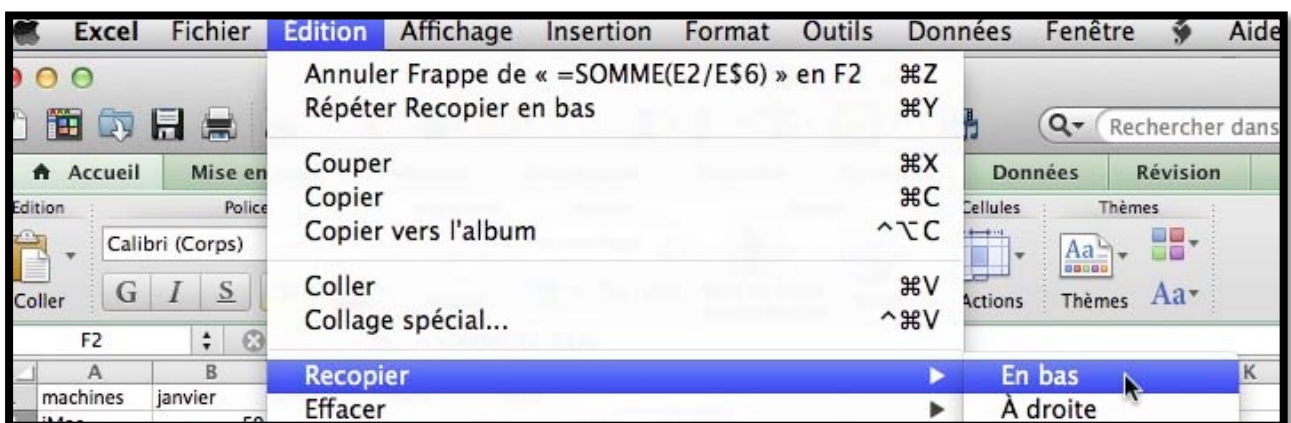 Excel Fichier Edition Affichage Insertion Format Outils Données Fenêtre Aide
Annuler Frappe de « =SOMME(E2/E$6) » en F2 ⌘Z
Répéter Recopier en bas ⌘Y
Rechercher dans
Accueil Mise en Données Révision
Couper ⌘X
Copier ⌘C
Copier vers l'album ^⌥C
Edition Police Cellules Thèmes
Calibri (Corps)
Coller G I S Actions Thèmes Aa
Coller ⌘V
Collage spécial... ^⌘V
F2
A B K
Recopier En bas
machines janvier
Effacer À droite